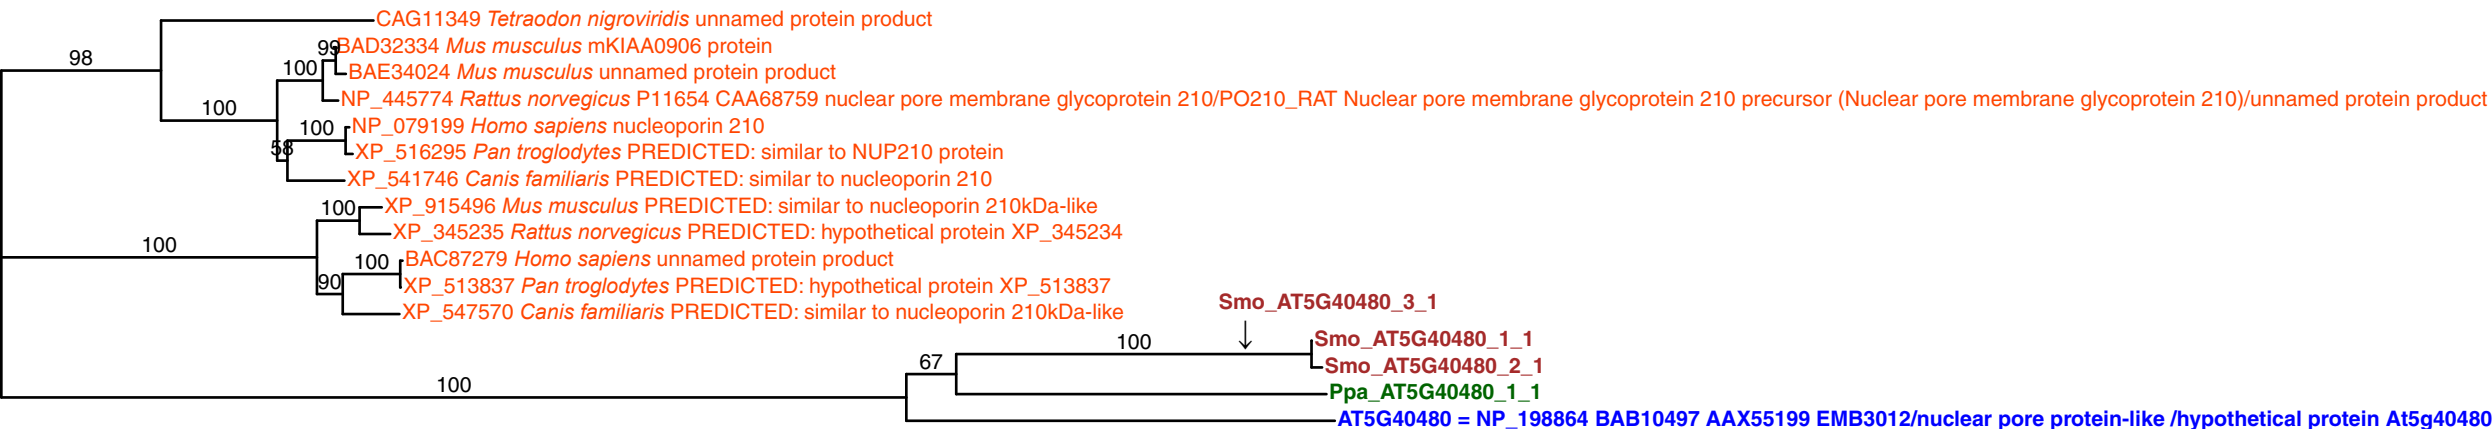 CAG11349 Tetraodon nigroviridis unnamed protein product
99
BAD32334 Mus musculus mKIAA0906 protein
98
100
BAE34024 Mus musculus unnamed protein product
100
NP_445774 Rattus norvegicus P11654 CAA68759 nuclear pore membrane glycoprotein 210/PO210_RAT Nuclear pore membrane glycoprotein 210 precursor (Nuclear pore membrane glycoprotein 210)/unnamed protein product
100
NP_079199 Homo sapiens nucleoporin 210
58
XP_516295 Pan troglodytes PREDICTED: similar to NUP210 protein
XP_541746 Canis familiaris PREDICTED: similar to nucleoporin 210
100
XP_915496 Mus musculus PREDICTED: similar to nucleoporin 210kDa-like
XP_345235 Rattus norvegicus PREDICTED: hypothetical protein XP_345234
100
100
BAC87279 Homo sapiens unnamed protein product
90
XP_513837 Pan troglodytes PREDICTED: hypothetical protein XP_513837
XP_547570 Canis familiaris PREDICTED: similar to nucleoporin 210kDa-like
Smo_AT5G40480_3_1
100
Smo_AT5G40480_1_1
67
Smo_AT5G40480_2_1
100
Ppa_AT5G40480_1_1
AT5G40480 = NP_198864 BAB10497 AAX55199 EMB3012/nuclear pore protein-like /hypothetical protein At5g40480